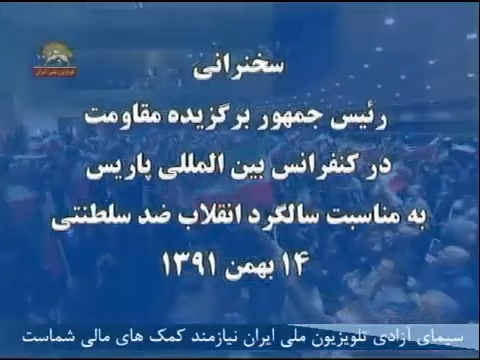 سخنرانی
رئیس جمهور برگزیده مقاومت
در کنفرانس بین المللی پاریس
به مناسبت سالگرد انقلاب ضد سلطنتی
۱۴ بهمن ۱۳۹۱
سیمای آزادی تلویزیون ملی ایران نیازمند کمک های مالی شماست